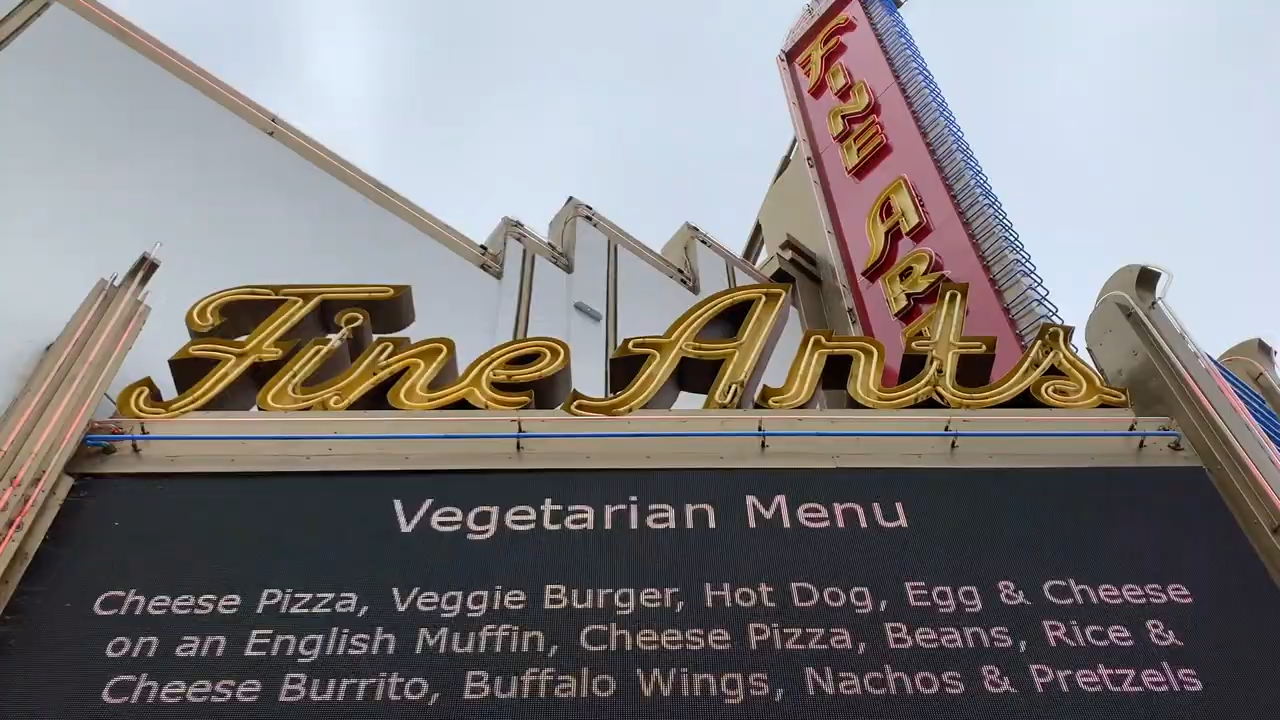 FINE ART
Fine Arts
Vegetarian Menu
Cheese Pizza, Veggie Burger, Hot Dog, Egg & Cheese
on an English Muffin, Cheese Pizza, Beans, Rice &
Cheese Burrito, Buffalo Wings, Nachos & Pretzels